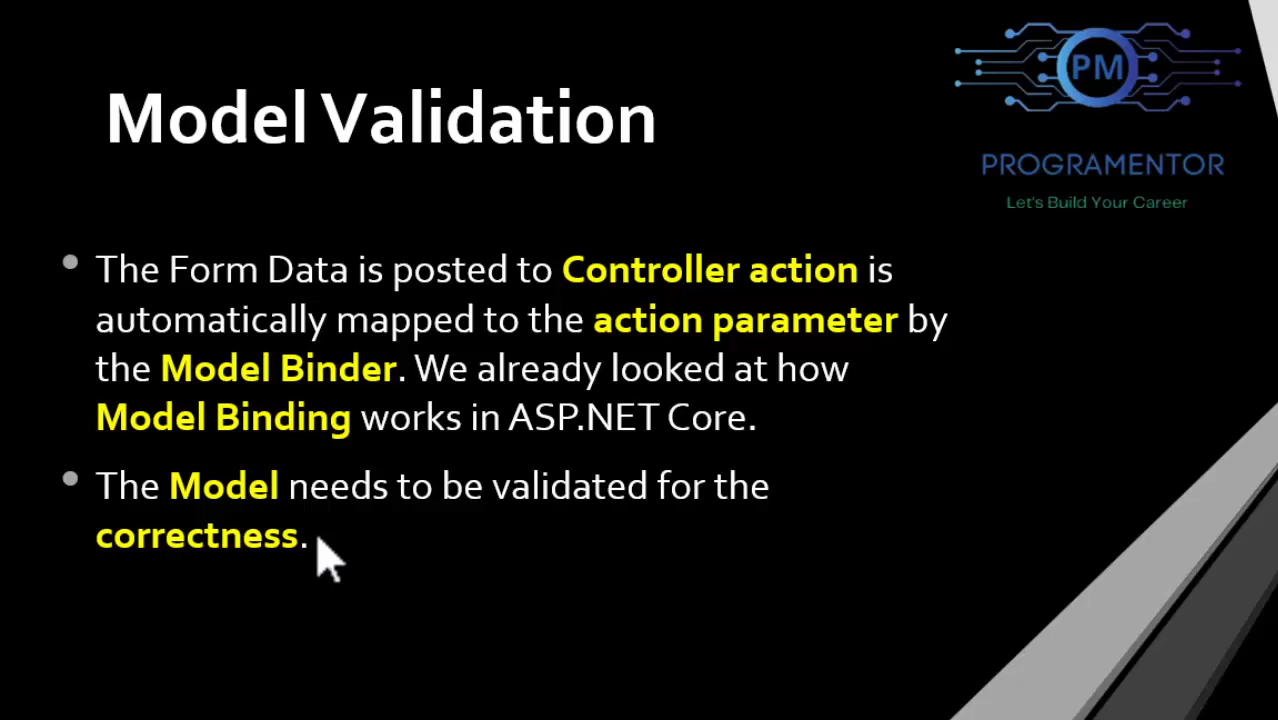 PM
PROGRAMENTOR
Let's Build Your Career
Model Validation
The Form Data is posted to Controller action is
automatically mapped to the action parameter by
the Model Binder. We already looked at how
Model Binding works in ASP.NET Core.
The Model needs to be validated for the
correctness.